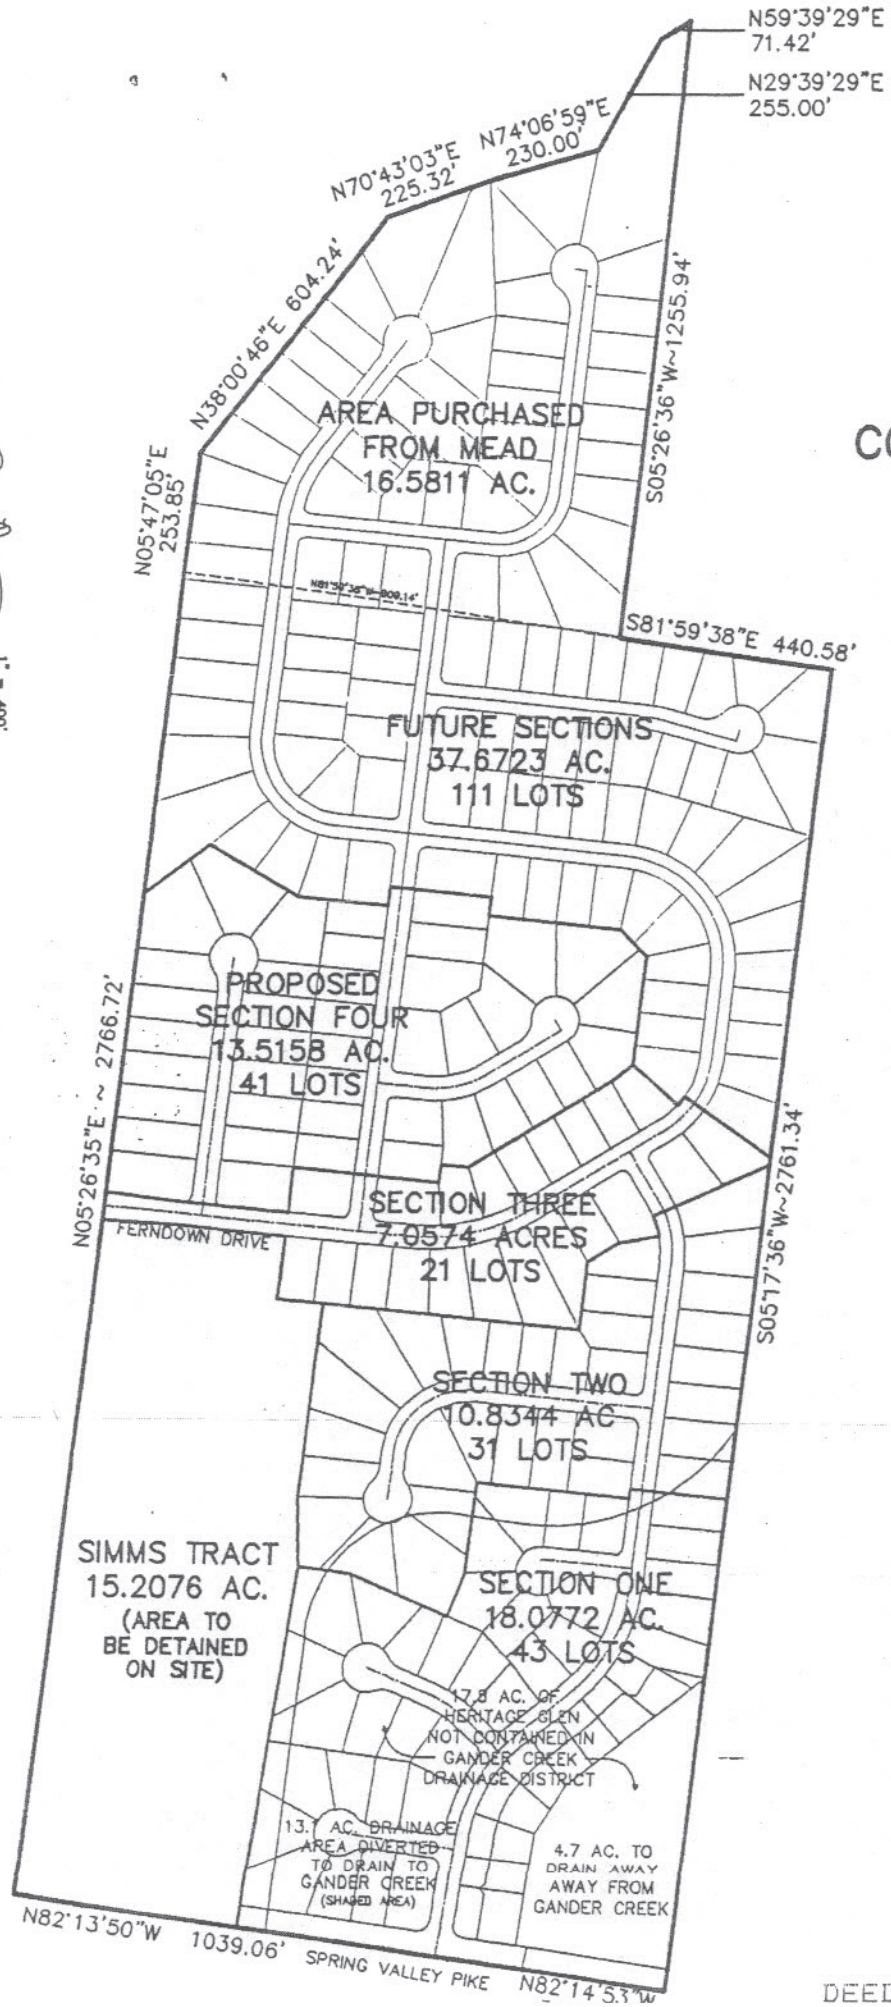 N59°39'29"E
71.42'
N29°39'29"E
255.00'
N74°06'59"E
230.00'
N70°43'03"E
225.32'
N38°00'46"E 604.24'
S05°26'36"W~1255.94'
AREA PURCHASED
FROM MEAD
16.5811 AC.
N05°47'05"E
253.85'
S81°59'38"E 440.58'
FUTURE SECTIONS
37.6723 AC.
111 LOTS
PROPOSED
SECTION FOUR
13.5158 AC.
41 LOTS
N05°26'35"E ~ 2766.72'
S05°17'36"W~2761.34'
SECTION THREE
7.0574 ACRES
21 LOTS
FERNDOWN DRIVE
SECTION TWO
10.8344 AC
31 LOTS
SIMMS TRACT
15.2076 AC.
(AREA TO
BE DETAINED
ON SITE)
SECTION ONE
18.0772 AC.
43 LOTS
17.8 AC. OF
HERITAGE GLEN
NOT CONTAINED IN
GANDER CREEK
DRAINAGE DISTRICT
13.1 AC. DRAINAGE
AREA DIVERTED
TO DRAIN TO
GANDER CREEK
(SHADED AREA)
4.7 AC. TO
DRAIN AWAY
AWAY FROM
GANDER CREEK
N82°13'50"W 1039.06' SPRING VALLEY PIKE N82°14'53"W
DEED